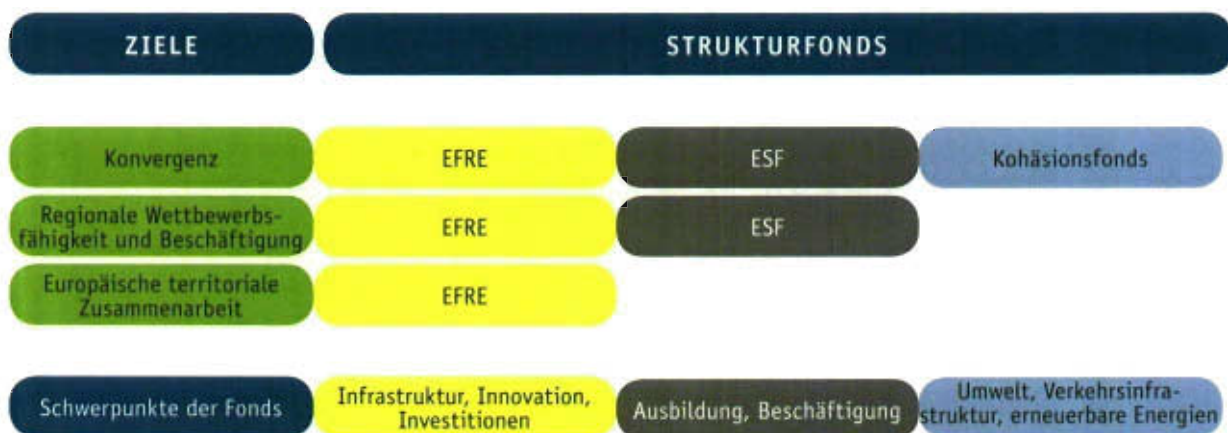 ZIELE
STRUKTURFONDS
Konvergenz
EFRE
ESF
Kohäsionsfonds
Regionale Wettbewerbs-
fähigkeit und Beschäftigung
EFRE
ESF
Europäische territoriale
Zusammenarbeit
EFRE
Schwerpunkte der Fonds
Infrastruktur, Innovation,
Investitionen
Ausbildung, Beschäftigung
Umwelt, Verkehrsinfra-
struktur, erneuerbare Energien